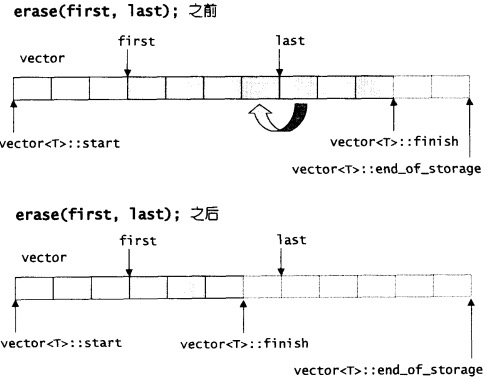 erase(first, last); 之前
first last
vector
vector<T>::start vector<T>::finish
vector<T>::end_of_storage
erase(first, last); 之后
first last
vector
vector<T>::start vector<T>::finish
vector<T>::end_of_storage